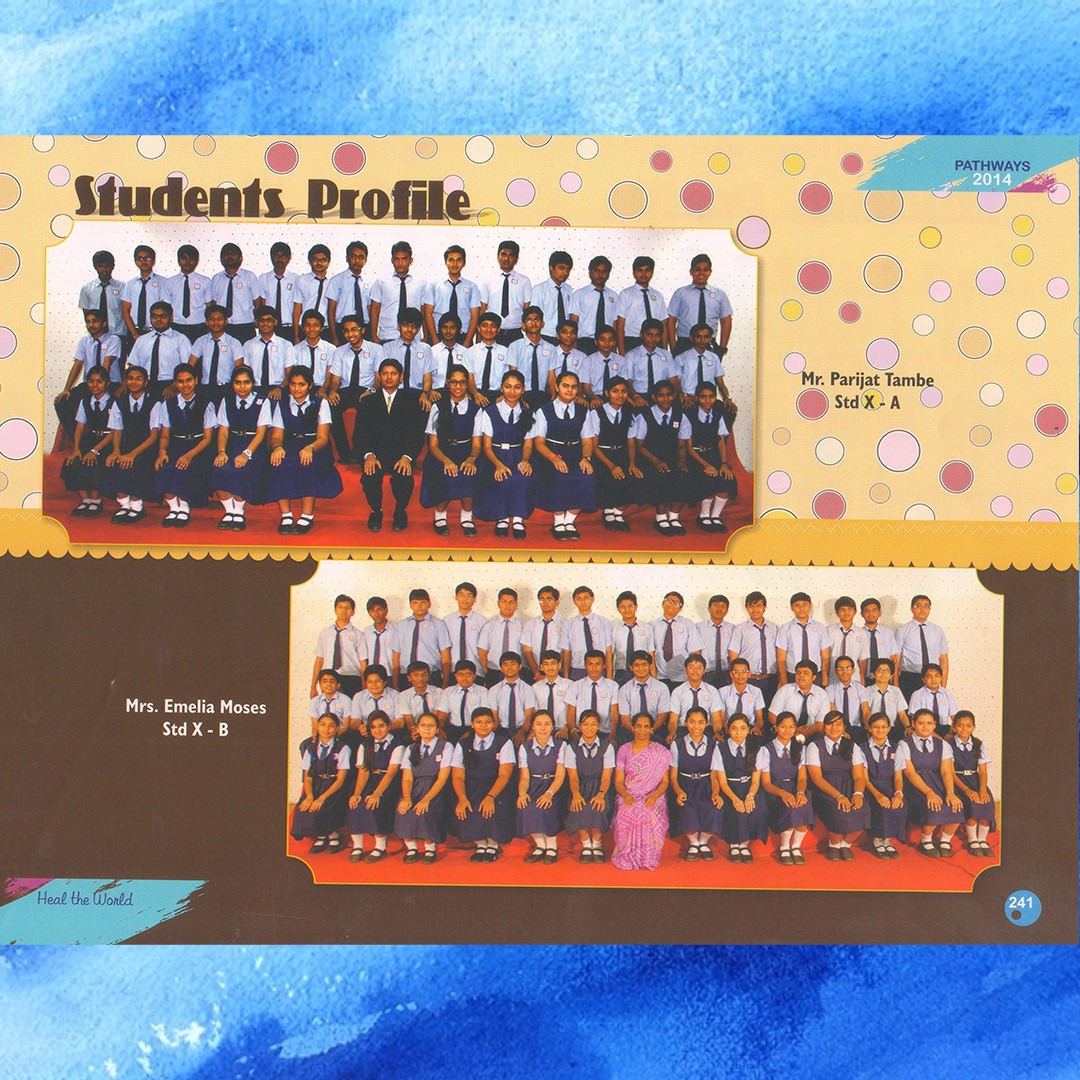 Students Profile
PATHWAYS
2014
Mr. Parijat Tambe
Std X - A
Mrs. Emelia Moses
Std X - B
Heal the World
241